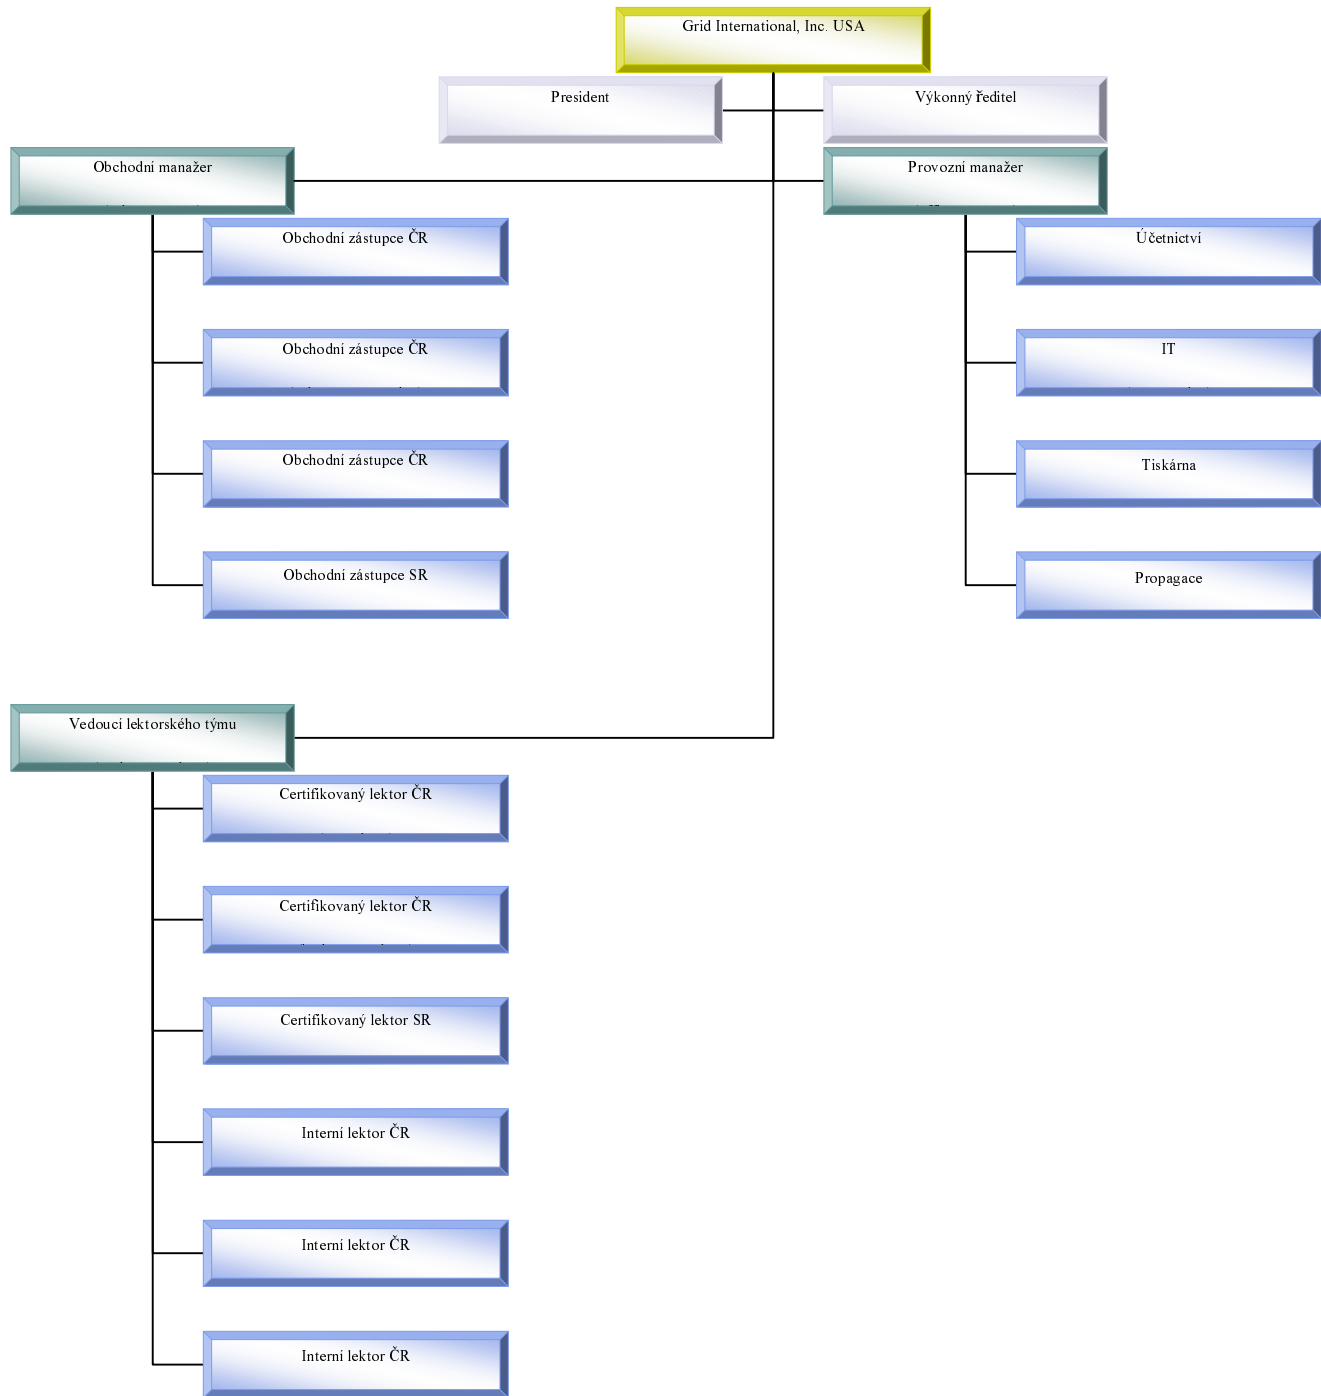 Grid International, Inc. USA
President
Výkonný ředitel
Obchodní manažer
Provozní manažer
Obchodní zástupce ČR
Účetnictví
Obchodní zástupce ČR
IT
Obchodní zástupce ČR
Tiskárna
Obchodní zástupce SR
Propagace
Vedoucí lektorského týmu
Certifikovaný lektor ČR
Certifikovaný lektor ČR
Certifikovaný lektor SR
Interní lektor ČR
Interní lektor ČR
Interní lektor ČR